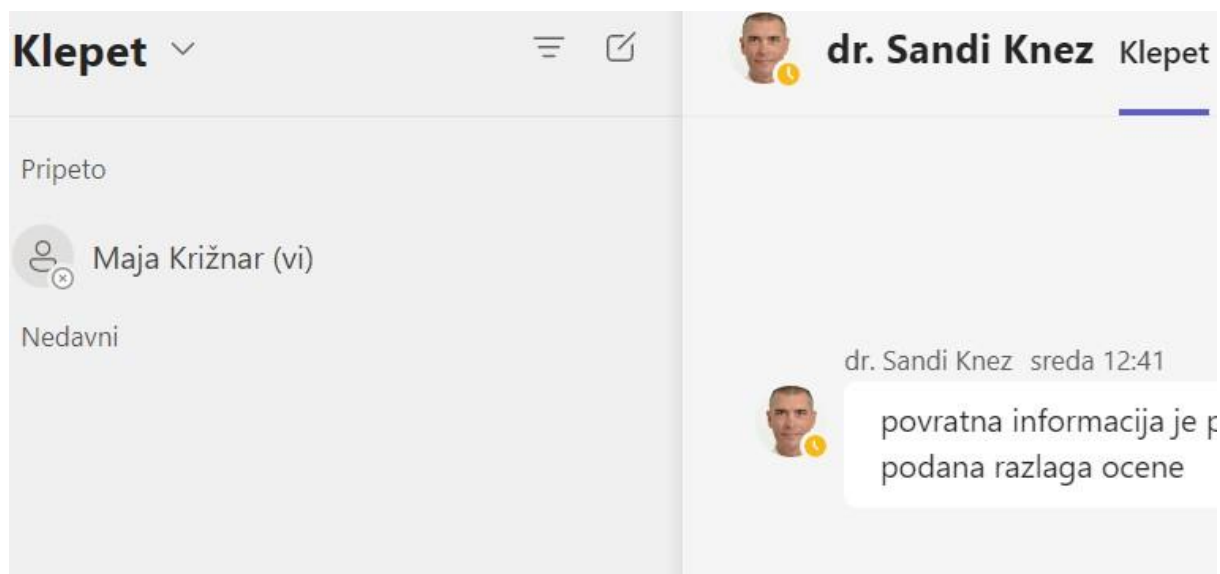 Klepet
Pripeto
Maja Križnar (vi)
Nedavni
dr. Sandi Knez Klepet
dr. Sandi Knez sreda 12:41
povratna informacija je
podana razlaga ocene